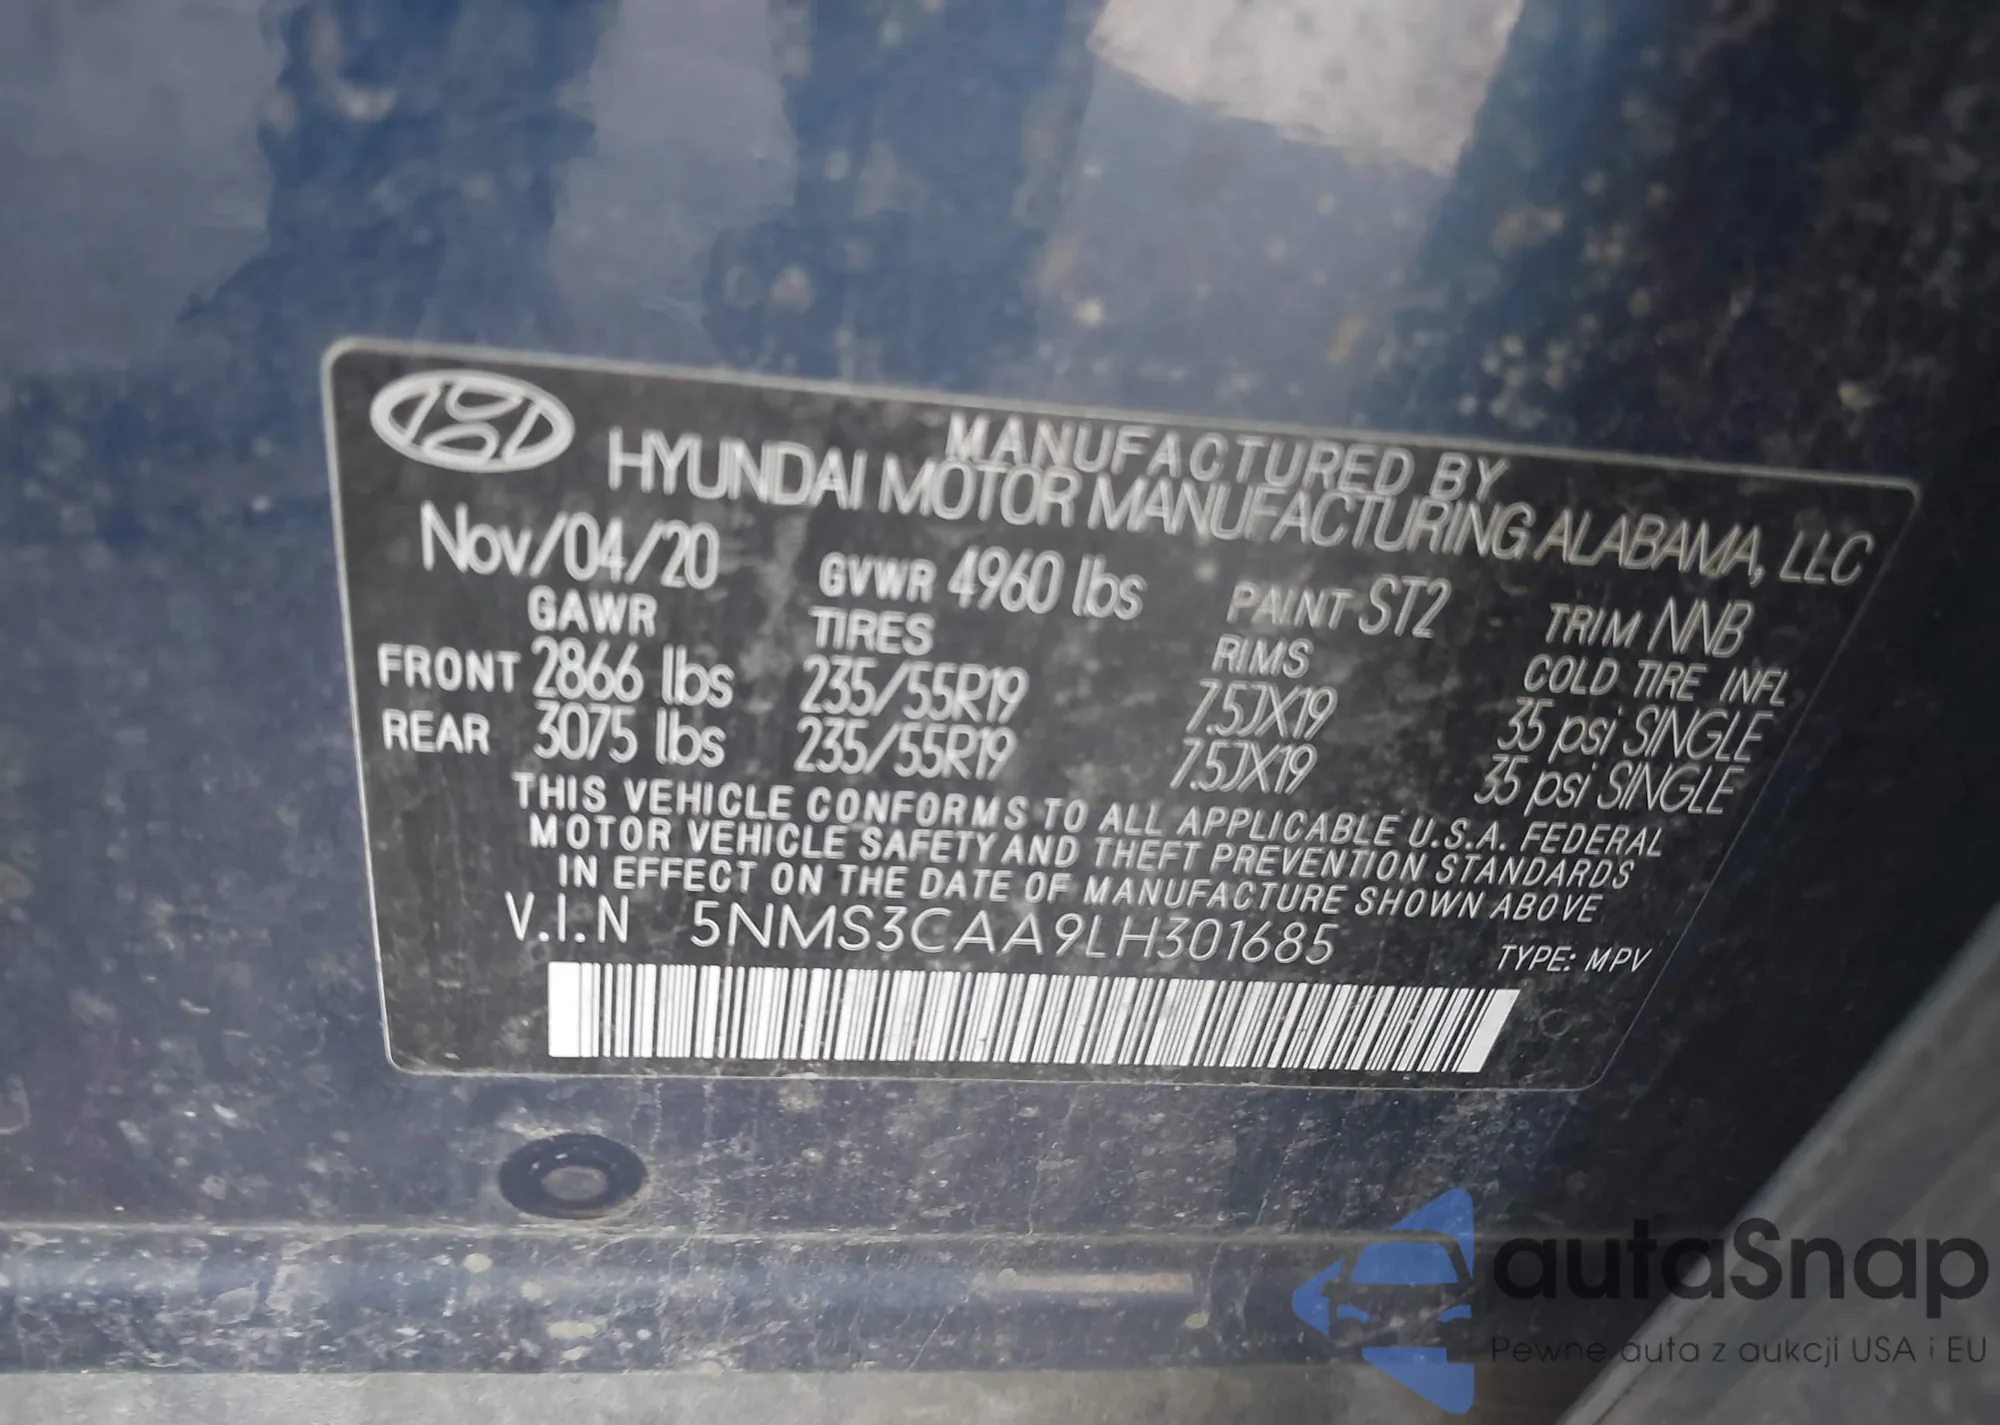 MANUFACTURED BY
HYUNDAI MOTOR MANUFACTURING ALABAMA, LLC
Nov/04/20 GVWR 4960 lbs PAINT ST2 TRIM NNB
GAWR TIRES RIMS COLD TIRE INFL
FRONT 2866 lbs 235/55R19 7.5JX19 35 psi SINGLE
REAR 3075 lbs 235/55R19 7.5JX19 35 psi SINGLE
THIS VEHICLE CONFORMS TO ALL APPLICABLE U.S.A. FEDERAL
MOTOR VEHICLE SAFETY AND THEFT PREVENTION STANDARDS
IN EFFECT ON THE DATE OF MANUFACTURE SHOWN ABOVE
V.I.N 5NMS3CAA9LH301685 TYPE: MPV
autaSnap
Pewne auta z aukcji USA i EU